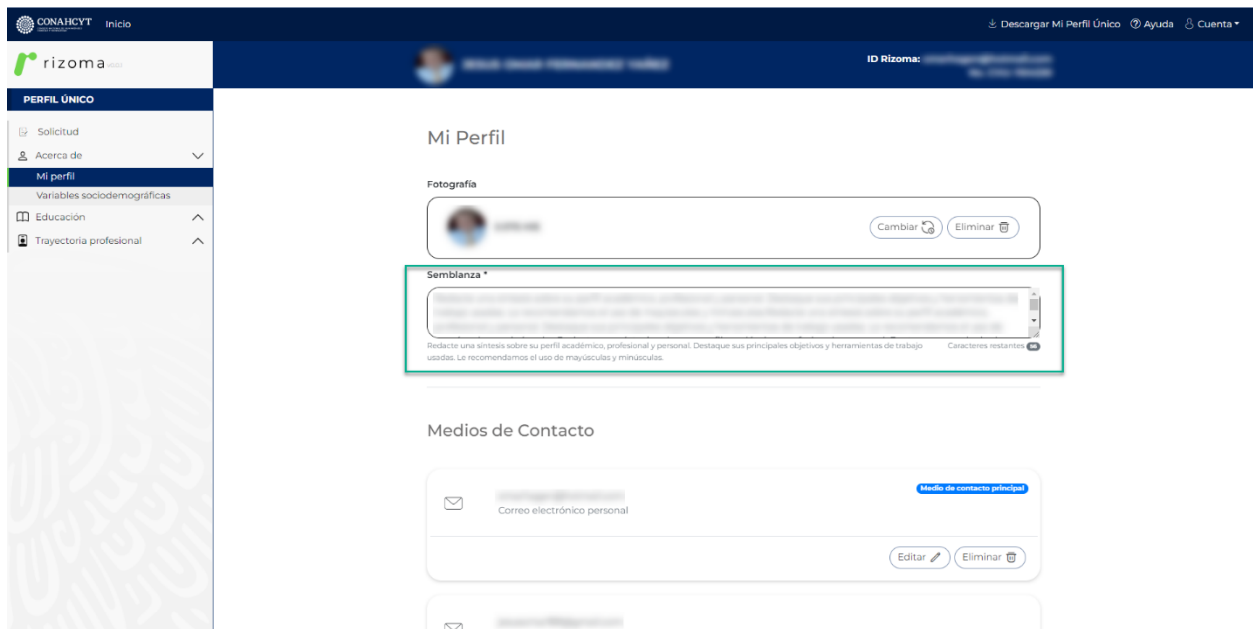 CONAHCYT Inicio
Descargar Mi Perfil Único Ayuda Cuenta
rizoma
ID Rizoma:
PERFIL ÚNICO
Solicitud
Acerca de
Mi perfil
Variables sociodemográficas
Educación
Trayectoria profesional
Mi Perfil
Fotografía
Cambiar Eliminar
Semblanza *
Redacte una síntesis sobre su perfil académico, profesional y personal. Destaque sus principales objetivos y herramientas de trabajo
usadas. Le recomendamos el uso de mayúsculas y minúsculas.
Caracteres restantes
Medios de Contacto
Medio de contacto principal
Correo electrónico personal
Editar Eliminar